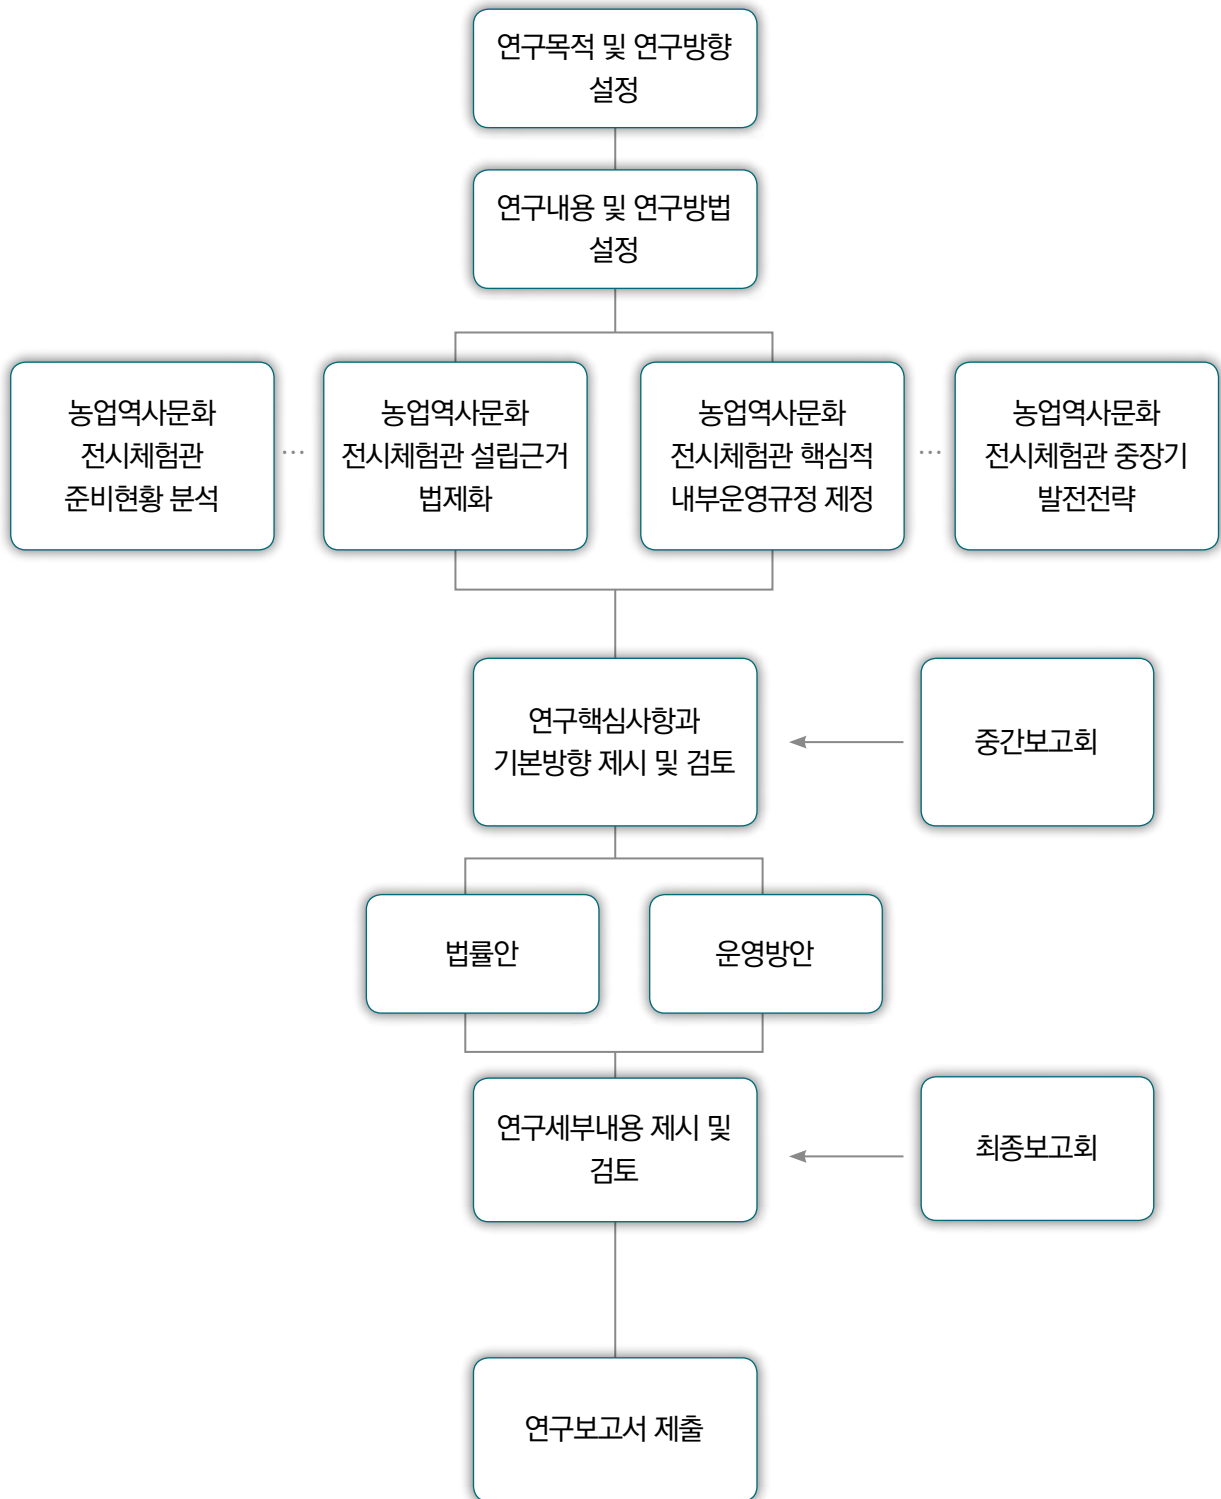 연구목적 및 연구방향
설정
연구내용 및 연구방법
설정
농업역사문화
전시체험관
준비현황 분석
...
농업역사문화
전시체험관 설립근거
법제화
농업역사문화
전시체험관 핵심적
내부운영규정 제정
...
농업역사문화
전시체험관 중장기
발전전략
연구핵심사항과
기본방향 제시 및 검토
중간보고회
법률안
운영방안
연구세부내용 제시 및
검토
최종보고회
연구보고서 제출